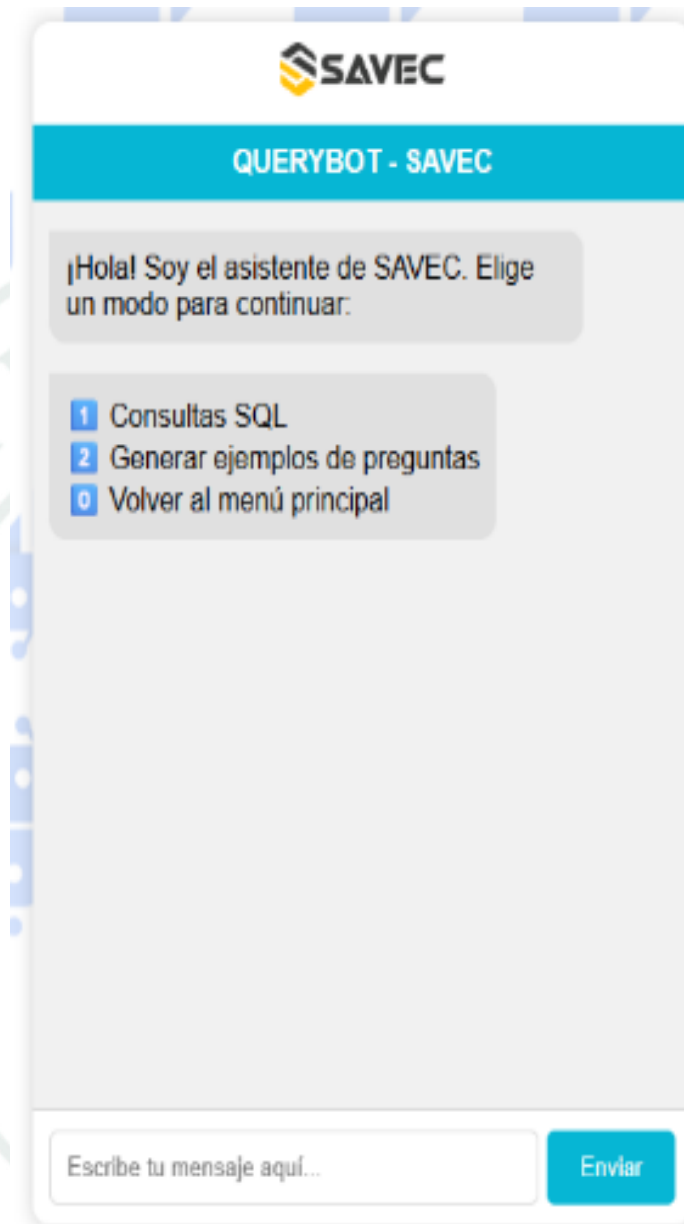 SAVEC
QUERYBOT - SAVEC
¡Hola! Soy el asistente de SAVEC. Elige
un modo para continuar:
1 Consultas SQL
2 Generar ejemplos de preguntas
0 Volver al menú principal
Escribe tu mensaje aquí...
Enviar